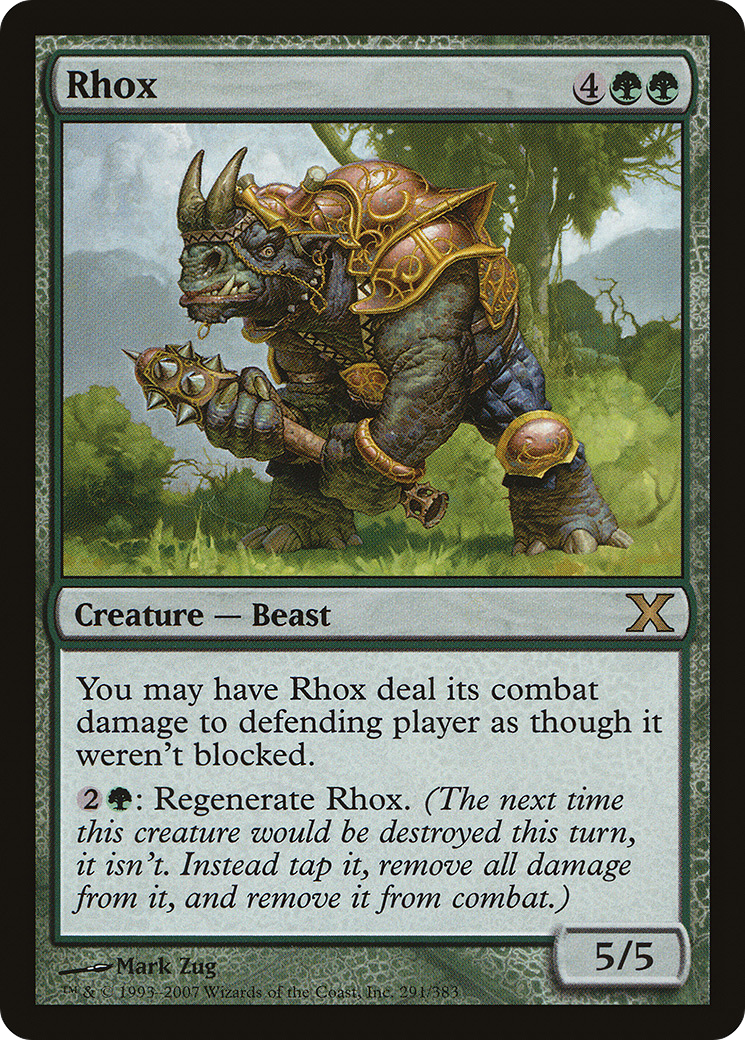 Rhox 4
Creature — Beast X
You may have Rhox deal its combat
damage to defending player as though it
weren't blocked.
2 : Regenerate Rhox. (The next time
this creature would be destroyed this turn,
it isn't. Instead tap it, remove all damage
from it, and remove it from combat.)
5/5
Mark Zug
™ & © 1993–2007 Wizards of the Coast, Inc. 291/383